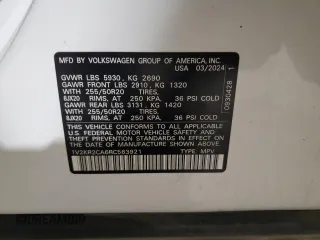 MFD BY VOLKSWAGEN GROUP OF AMERICA, INC.
USA 03/2024
GVWR LBS 5930 , KG 2690
GAWR FRONT LBS 2910 , KG 1320
WITH 255/50R20 TIRES,
8JX20 RIMS, AT 250 KPA, 36 PSI COLD
GAWR REAR LBS 3131 KG 1420
WITH 255/50R20 TIRES,
8JX20 RIMS, AT 250 KPA, 36 PSI COLD
THIS VEHICLE CONFORMS TO ALL APPLICABLE
FEDERAL MOTOR VEHICLE SAFETY, BUMPER,
AND THEFT PREVENTION STANDARDS IN EFFECT
ON THE DATE OF MANUFACTURE SHOWN ABOVE.
1V2KR2CA6RC583921 TYPE: MPV
0930428